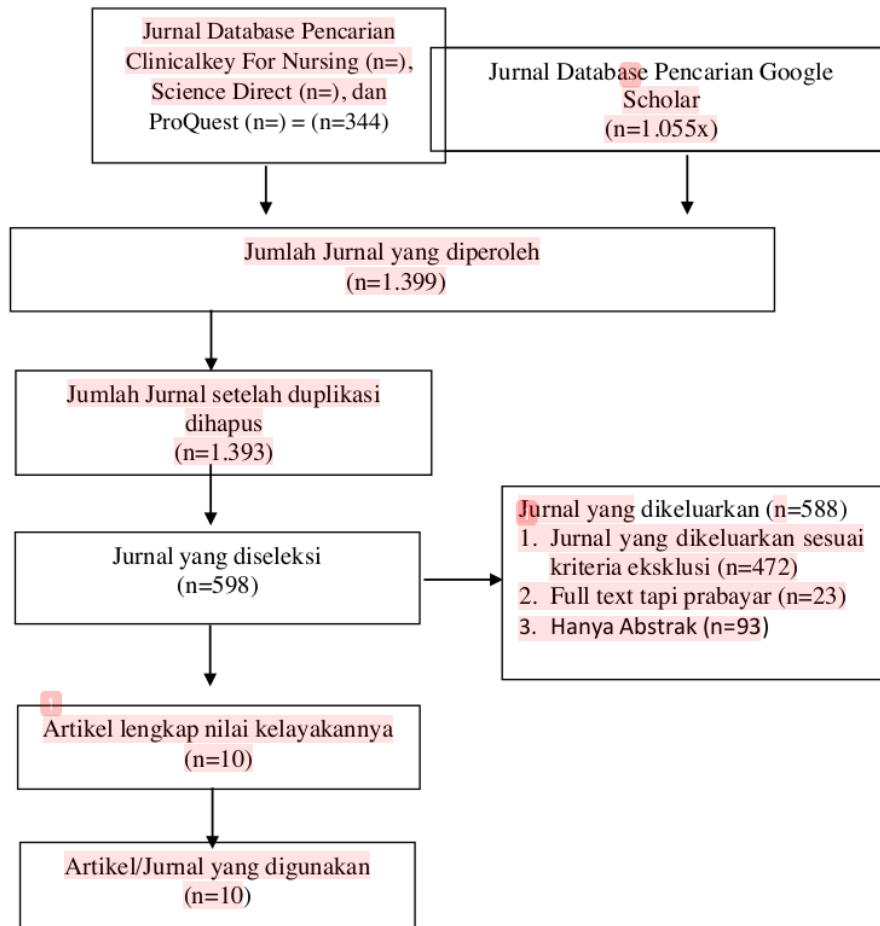 Jurnal Database Pencarian
Clinicalkey For Nursing (n=),
Science Direct (n=), dan
ProQuest (n=) = (n=344)
Jurnal Database Pencarian Google
Scholar
(n=1.055x)
Jumlah Jurnal yang diperoleh
(n=1.399)
Jumlah Jurnal setelah duplikasi
dihapus
(n=1.393)
Jurnal yang diseleksi
(n=598)
Jurnal yang dikeluarkan (n=588)
1. Jurnal yang dikeluarkan sesuai
kriteria eksklusi (n=472)
2. Full text tapi prabayar (n=23)
3. Hanya Abstrak (n=93)
1
Artikel lengkap nilai kelayakannya
(n=10)
Artikel/Jurnal yang digunakan
(n=10)